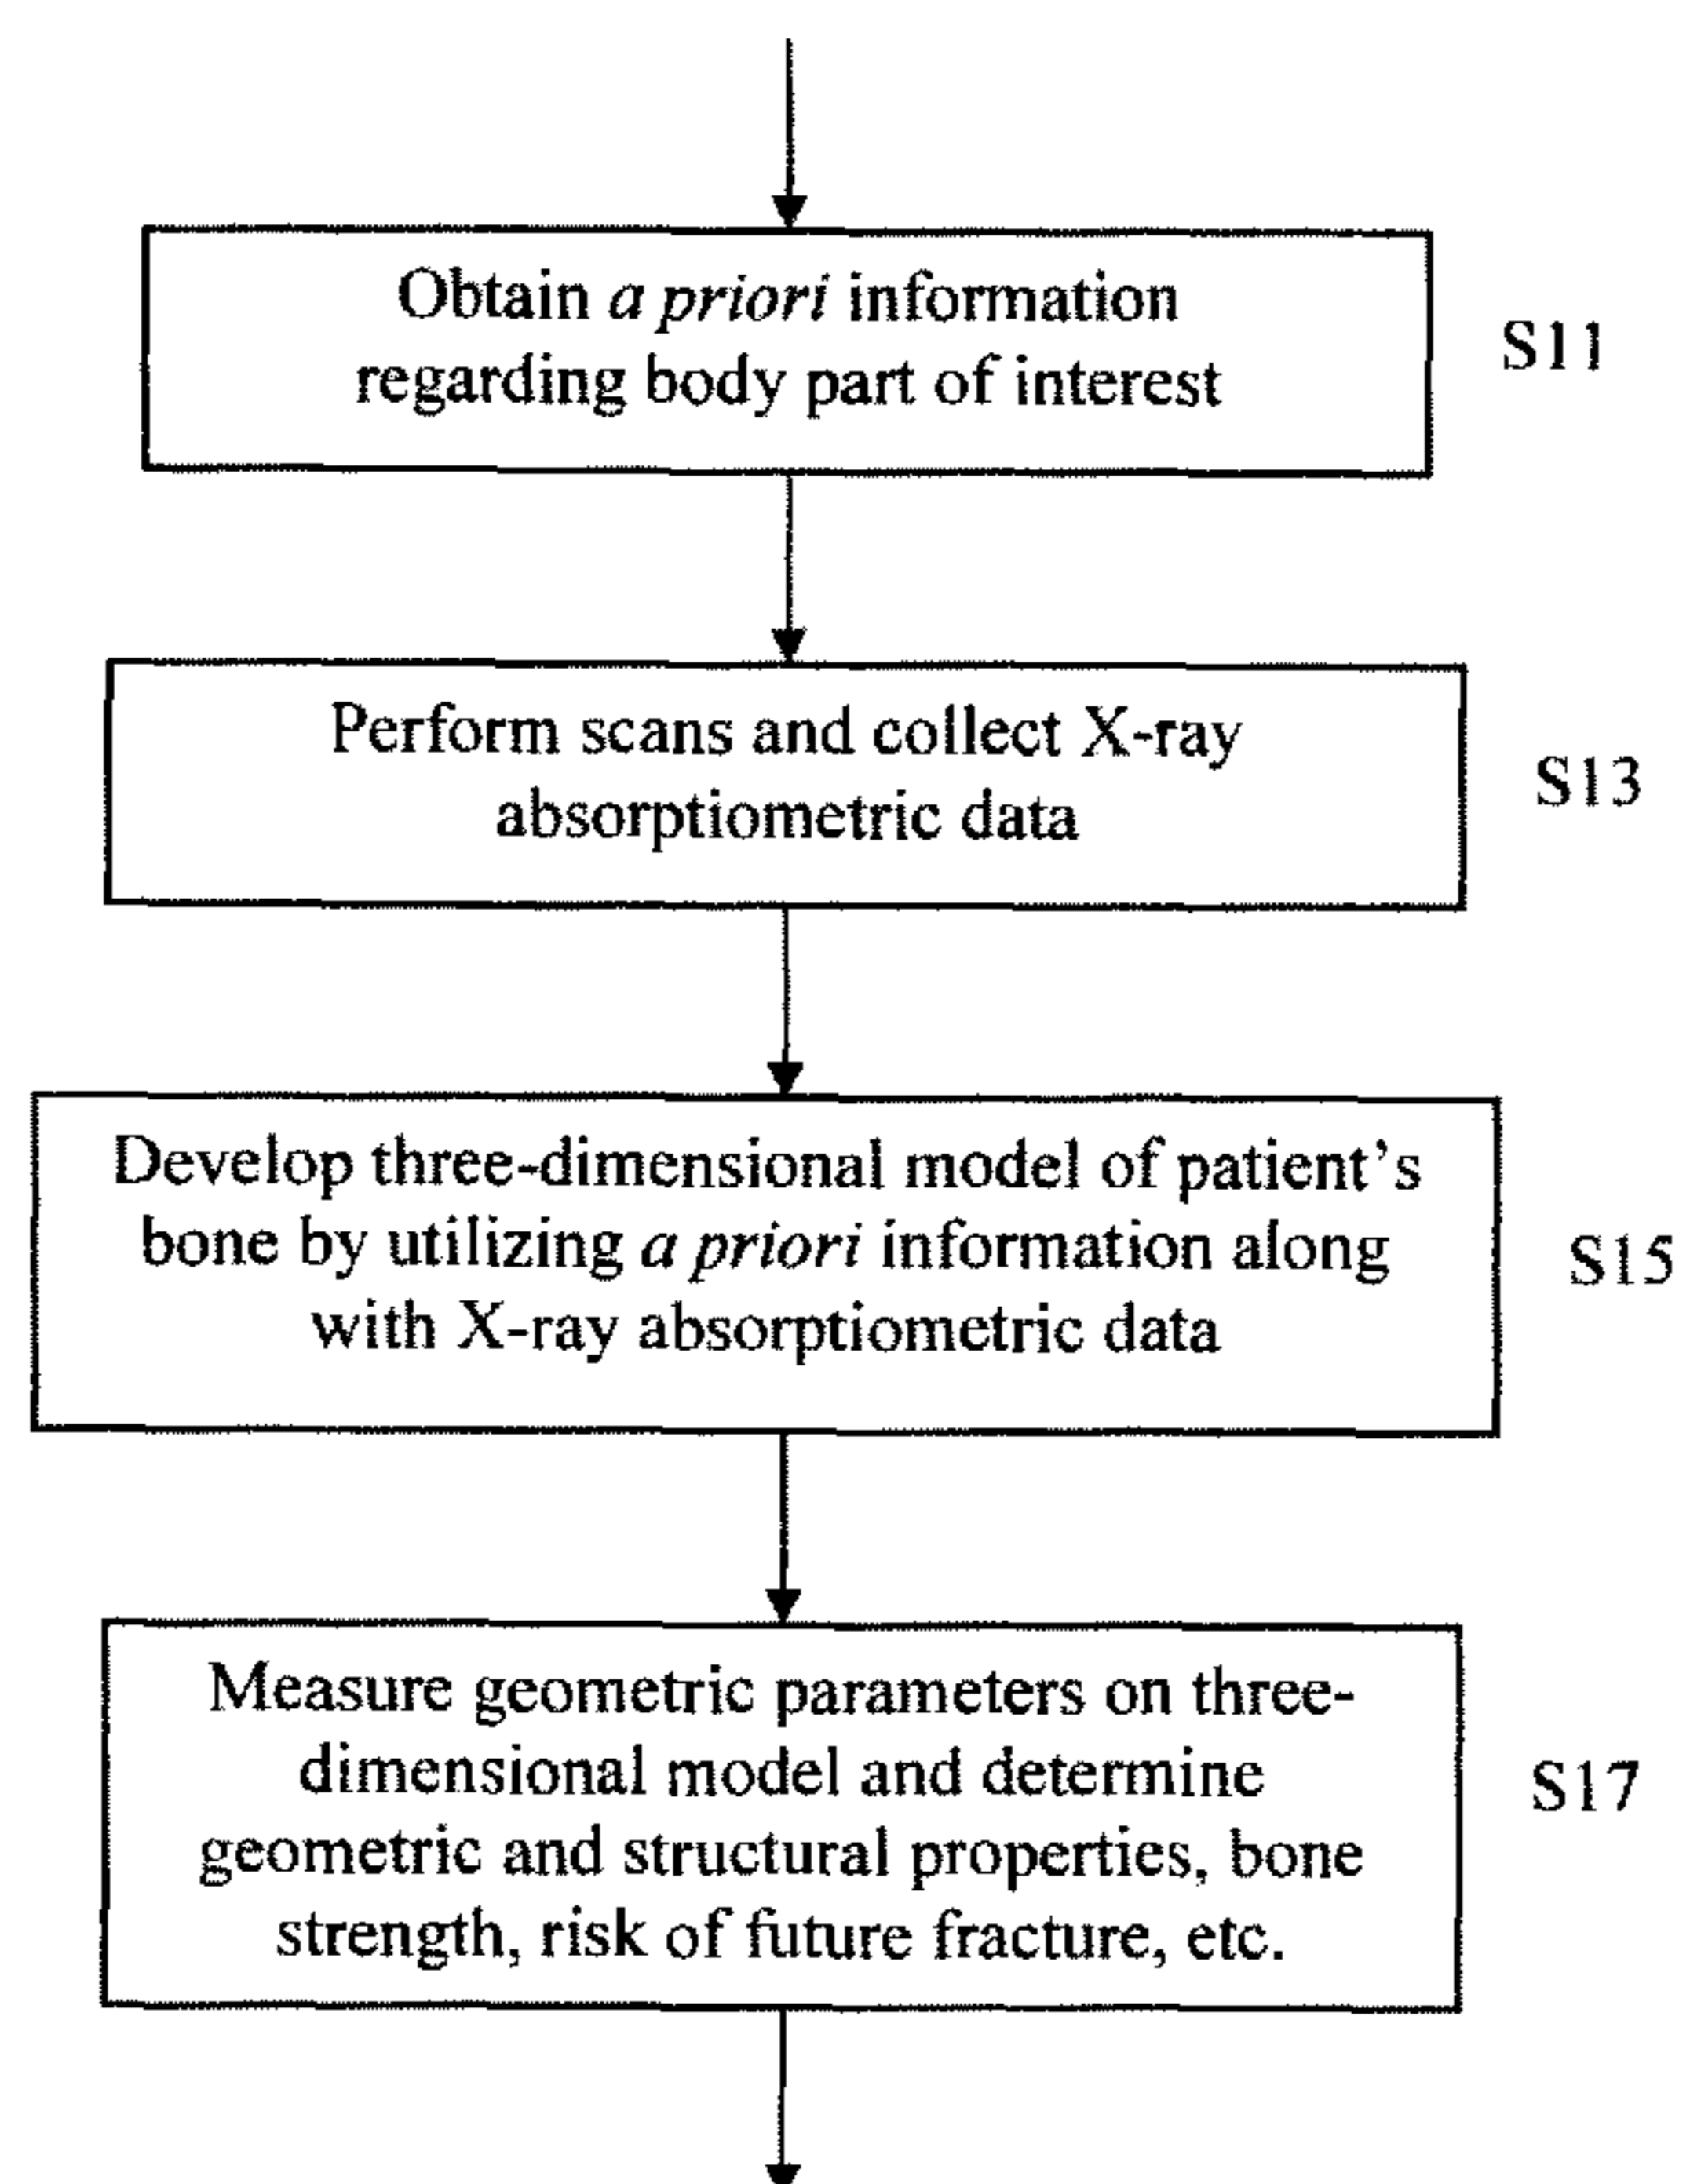 Obtain a priori information
regarding body part of interest
S11
Perform scans and collect X-ray
absorptiometric data
S13
Develop three-dimensional model of patient's
bone by utilizing a priori information along
with X-ray absorptiometric data
S15
Measure geometric parameters on three-
dimensional model and determine
geometric and structural properties, bone
strength, risk of future fracture, etc.
S17